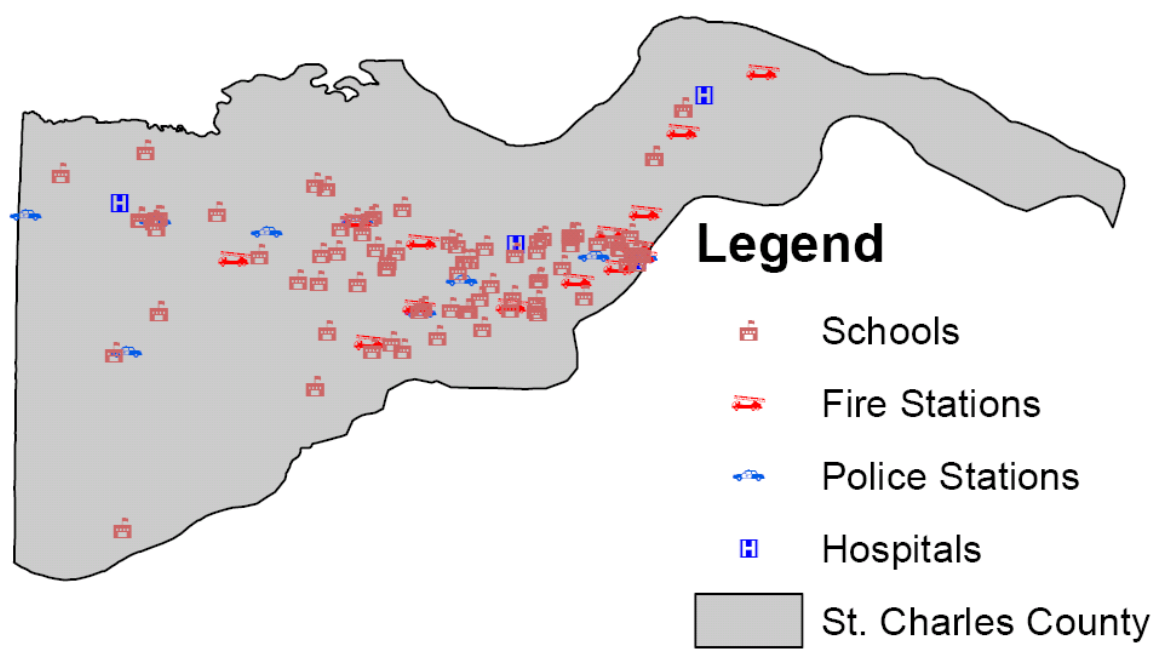 Legend
Schools
Fire Stations
Police Stations
Hospitals
St. Charles County